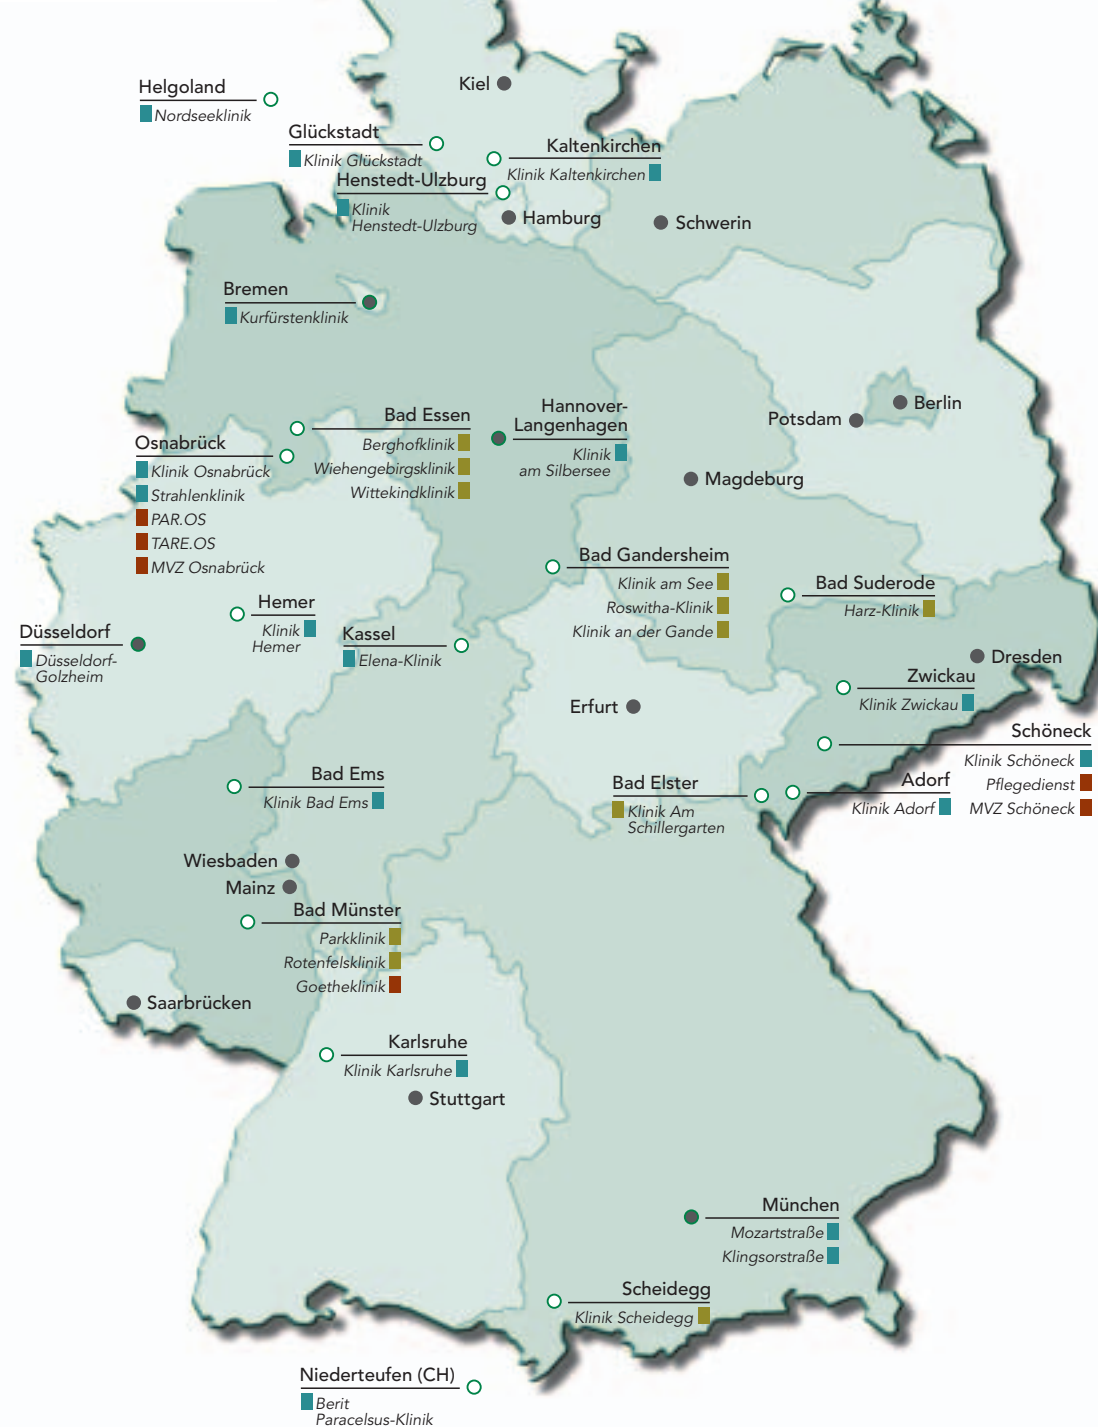 Kiel
Helgoland
Nordseeklinik
Glückstadt
Klinik Glückstadt
Kaltenkirchen
Klinik Kaltenkirchen
Henstedt-Ulzburg
Klinik
Henstedt-Ulzburg
Hamburg
Schwerin
Bremen
Kurfürstenklinik
Berlin
Potsdam
Hannover-
Langenhagen
Klinik
am Silbersee
Bad Essen
Berghofklinik
Wiehengebirgsklinik
Wittekindklinik
Osnabrück
Klinik Osnabrück
Strahlenklinik
PAR.OS
TARE.OS
MVZ Osnabrück
Magdeburg
Bad Gandersheim
Klinik am See
Roswitha-Klinik
Klinik an der Gande
Bad Suderode
Harz-Klinik
Hemer
Klinik
Hemer
Düsseldorf
Düsseldorf-
Golzheim
Kassel
Elena-Klinik
Dresden
Zwickau
Klinik Zwickau
Erfurt
Schöneck
Klinik Schöneck
Pflegedienst
MVZ Schöneck
Adorf
Klinik Adorf
Bad Elster
Klinik Am
Schillergarten
Bad Ems
Klinik Bad Ems
Wiesbaden
Mainz
Bad Münster
Parkklinik
Rotenfelsklinik
Goetheklinik
Saarbrücken
Karlsruhe
Klinik Karlsruhe
Stuttgart
München
Mozartstraße
Klingsorstraße
Scheidegg
Klinik Scheidegg
Niederteufen (CH)
Berit
Paracelsus-Klinik